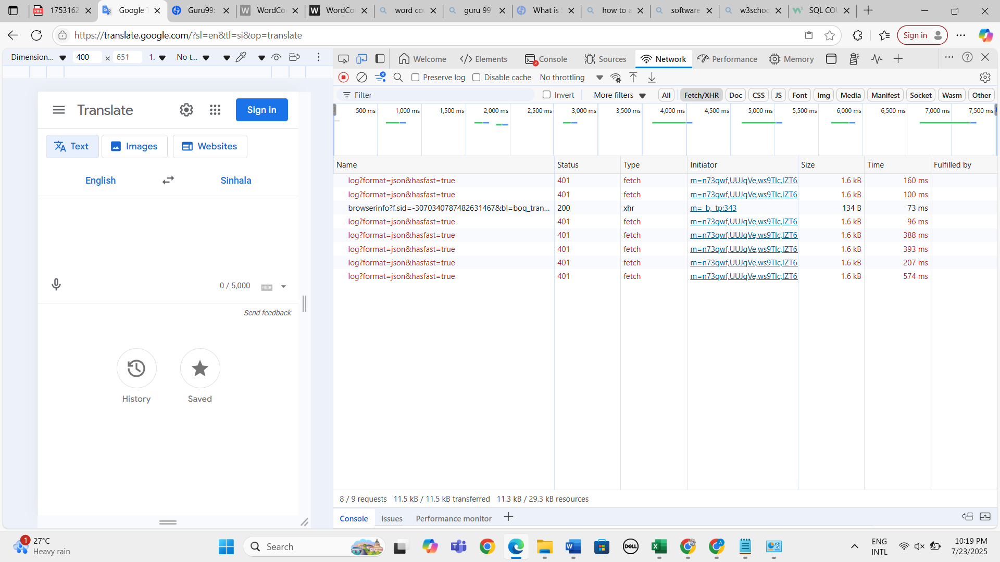 1753162
Google T
Guru99:
WordCou
WordCou
word cou
guru 99
What is S
how to a
software
w3schoo
SQL COU
https://translate.google.com/?sl=en&tl=si&op=translate
Sign in
Dimension... 400 × 651 1. No t...
Welcome Elements Console Sources Network Performance Memory
Preserve log Disable cache No throttling
Filter Invert More filters All Fetch/XHR Doc CSS JS Font Img Media Manifest Socket Wasm Other
500 ms 1,000 ms 1,500 ms 2,000 ms 2,500 ms 3,000 ms 3,500 ms 4,000 ms 4,500 ms 5,000 ms 5,500 ms 6,000 ms 6,500 ms 7,000 ms 7,500 ms
Translate Sign in
Text Images Websites
English Sinhala
0 / 5,000
Send feedback
History Saved
Name Status Type Initiator Size Time Fulfilled by
log?format=json&hasfast=true 401 fetch m=n73qwf,UUJqVe,ws9Tlc,IZT6 1.6 kB 160 ms
log?format=json&hasfast=true 401 fetch m=n73qwf,UUJqVe,ws9Tlc,IZT6 1.6 kB 100 ms
browserinfo?f.sid=-3070340787482631467&bl=boq_tran... 200 xhr m=_b,_tp:343 134 B 73 ms
log?format=json&hasfast=true 401 fetch m=n73qwf,UUJqVe,ws9Tlc,IZT6 1.6 kB 96 ms
log?format=json&hasfast=true 401 fetch m=n73qwf,UUJqVe,ws9Tlc,IZT6 1.6 kB 388 ms
log?format=json&hasfast=true 401 fetch m=n73qwf,UUJqVe,ws9Tlc,IZT6 1.6 kB 393 ms
log?format=json&hasfast=true 401 fetch m=n73qwf,UUJqVe,ws9Tlc,IZT6 1.6 kB 207 ms
log?format=json&hasfast=true 401 fetch m=n73qwf,UUJqVe,ws9Tlc,IZT6 1.6 kB 574 ms
8 / 9 requests 11.5 kB / 11.5 kB transferred 11.3 kB / 29.3 kB resources
Console Issues Performance monitor
1 27°C
Heavy rain
Search
DELL
ENG
INTL
10:19 PM
7/23/2025